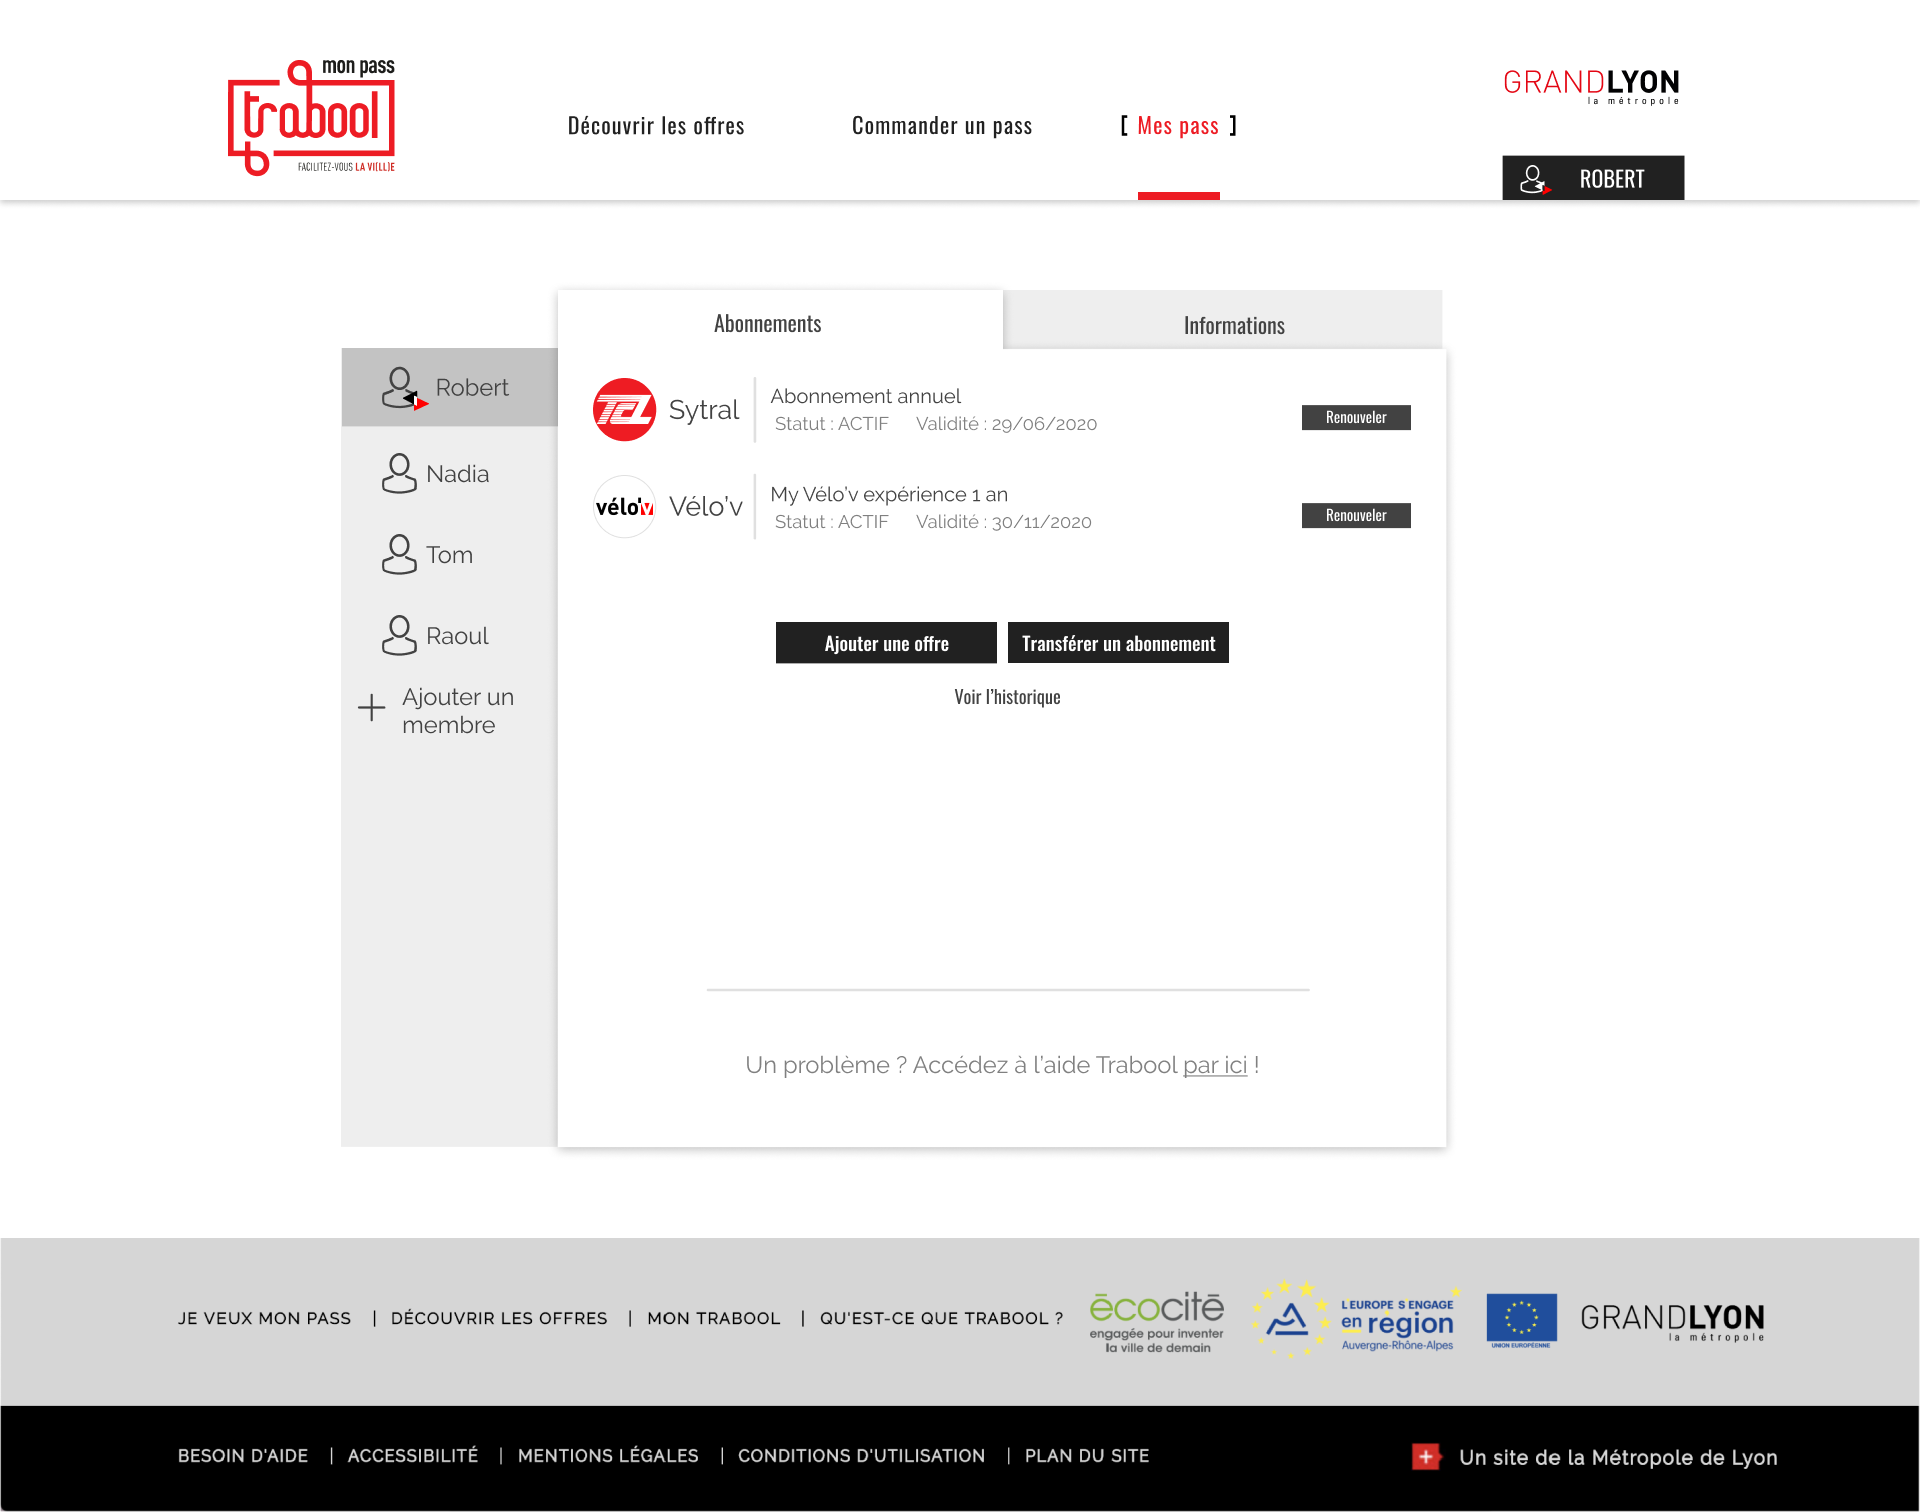 mon pass
trabool
FACILITEZ-VOUS LA VI(LL)E
Découvrir les offres
Commander un pass
[ Mes pass ]
GRANDLYON
la métropole
ROBERT
Abonnements
Informations
Robert
Nadia
Tom
Raoul
Ajouter un
membre
TCL
Sytral
Abonnement annuel
Statut : ACTIF
Validité : 29/06/2020
Renouveler
vélo'v
Vélo’v
My Vélo’v expérience 1 an
Statut : ACTIF
Validité : 30/11/2020
Renouveler
Ajouter une offre
Transférer un abonnement
Voir l’historique
Un problème ? Accédez à l’aide Trabool par ici !
JE VEUX MON PASS | DÉCOUVRIR LES OFFRES | MON TRABOOL | QU'EST-CE QUE TRABOOL ?
écocité
engagée pour inventer
la ville de demain
L'EUROPE S'ENGAGE
en région
Auvergne-Rhône-Alpes
UNION EUROPÉENNE
GRANDLYON
la métropole
BESOIN D'AIDE | ACCESSIBILITÉ | MENTIONS LÉGALES | CONDITIONS D'UTILISATION | PLAN DU SITE
Un site de la Métropole de Lyon